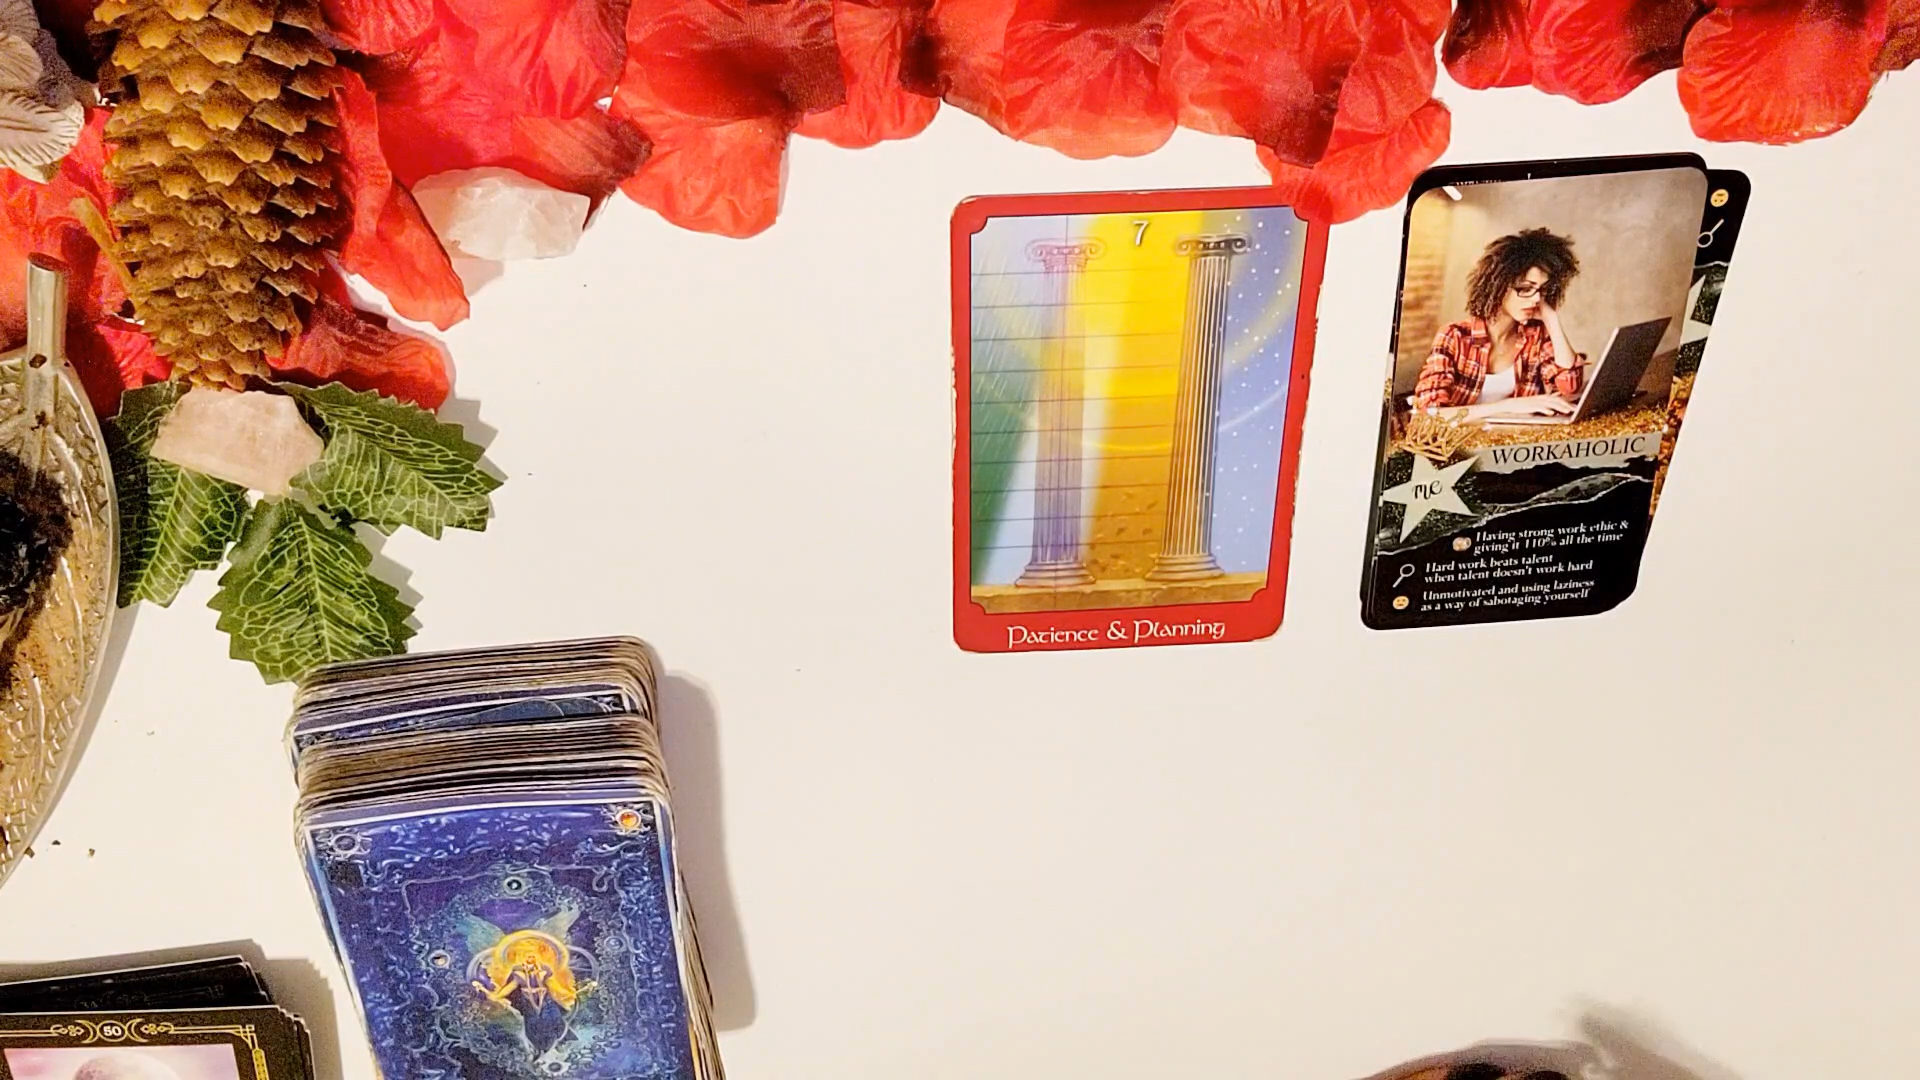 7
Patience & Planning
WORKAHOLIC
me
Having strong work ethic &
giving it 110% all the time
Hard work beats talent
when talent doesn't work hard
Unmotivated and using laziness
as a way of sabotaging yourself
50